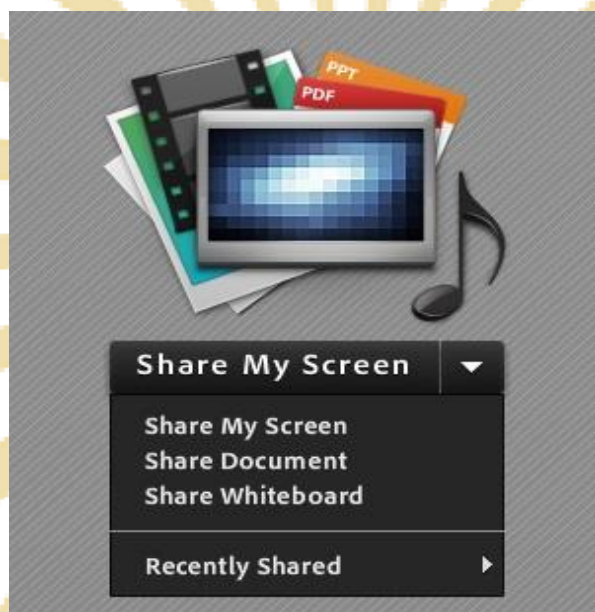 PPT
PDF
Share My Screen
Share My Screen
Share Document
Share Whiteboard
Recently Shared